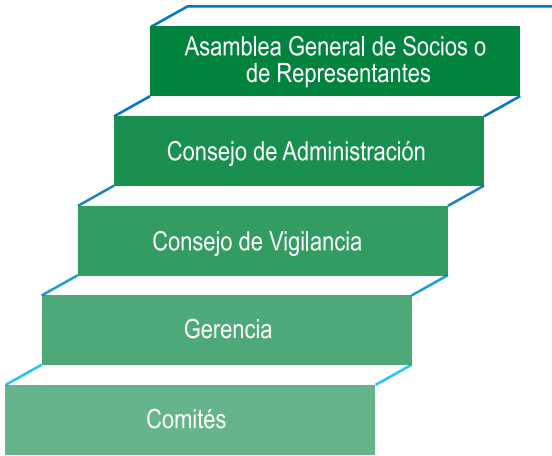 Asamblea General de Socios o
de Representantes
Consejo de Administración
Consejo de Vigilancia
Gerencia
Comités